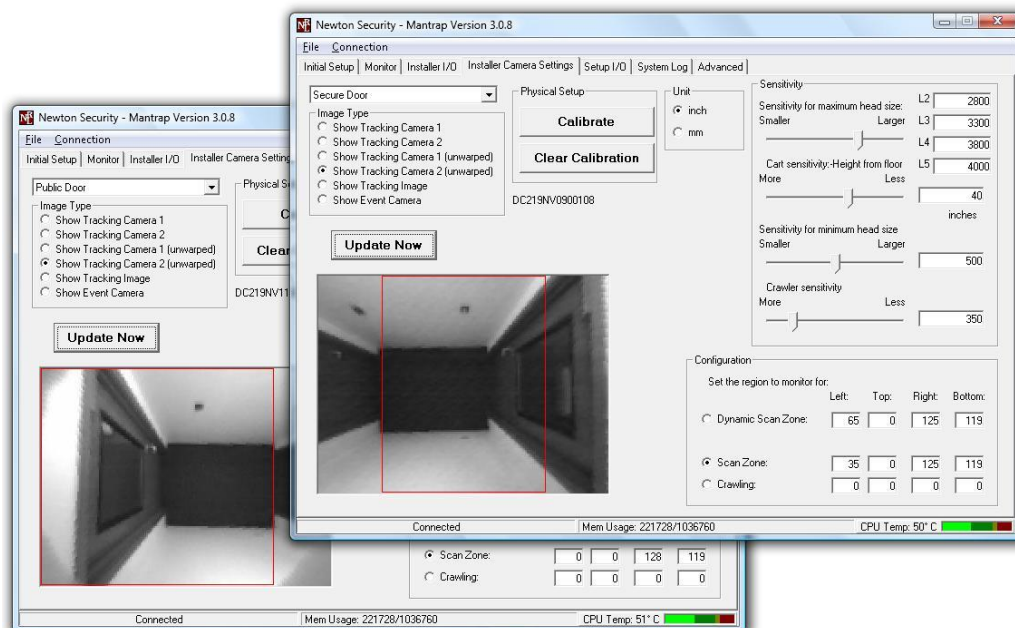 Newton Security - Mantrap Version 3.0.8
File Connection
Initial Setup Monitor Installer I/O Installer Camera Settings Setup I/O System Log Advanced
Secure Door
Image Type
Show Tracking Camera 1
Show Tracking Camera 2
Show Tracking Camera 1 (unwarped)
Show Tracking Camera 2 (unwarped)
Show Tracking Image
Show Event Camera
Update Now
Physical Setup
Calibrate
Clear Calibration
DC219NV0900108
Unit
inch
mm
Sensitivity
Sensitivity for maximum head size:
Smaller Larger
L2 2800
L3 3300
L4 3800
L5 4000
Cart sensitivity:-Height from floor
More Less
40
inches
Sensitivity for minimum head size
Smaller Larger
500
Crawler sensitivity
More Less
350
Configuration
Set the region to monitor for:
Left: Top: Right: Bottom:
Dynamic Scan Zone: 65 0 125 119
Scan Zone: 35 0 125 119
Crawling: 0 0 0 0
Connected Mem Usage: 221728/1036760 CPU Temp: 50° C
Newton Security - Mantrap Version 3.0.8
File Connection
Initial Setup Monitor Installer I/O Installer Camera Setting
Public Door
Image Type
Show Tracking Camera 1
Show Tracking Camera 2
Show Tracking Camera 1 (unwarped)
Show Tracking Camera 2 (unwarped)
Show Tracking Image
Show Event Camera
Update Now
Physical Se
C
Clear
DC219NV11
Scan Zone: 0 0 128 119
Crawling: 0 0 0 0
Connected Mem Usage: 221728/1036760 CPU Temp: 51° C